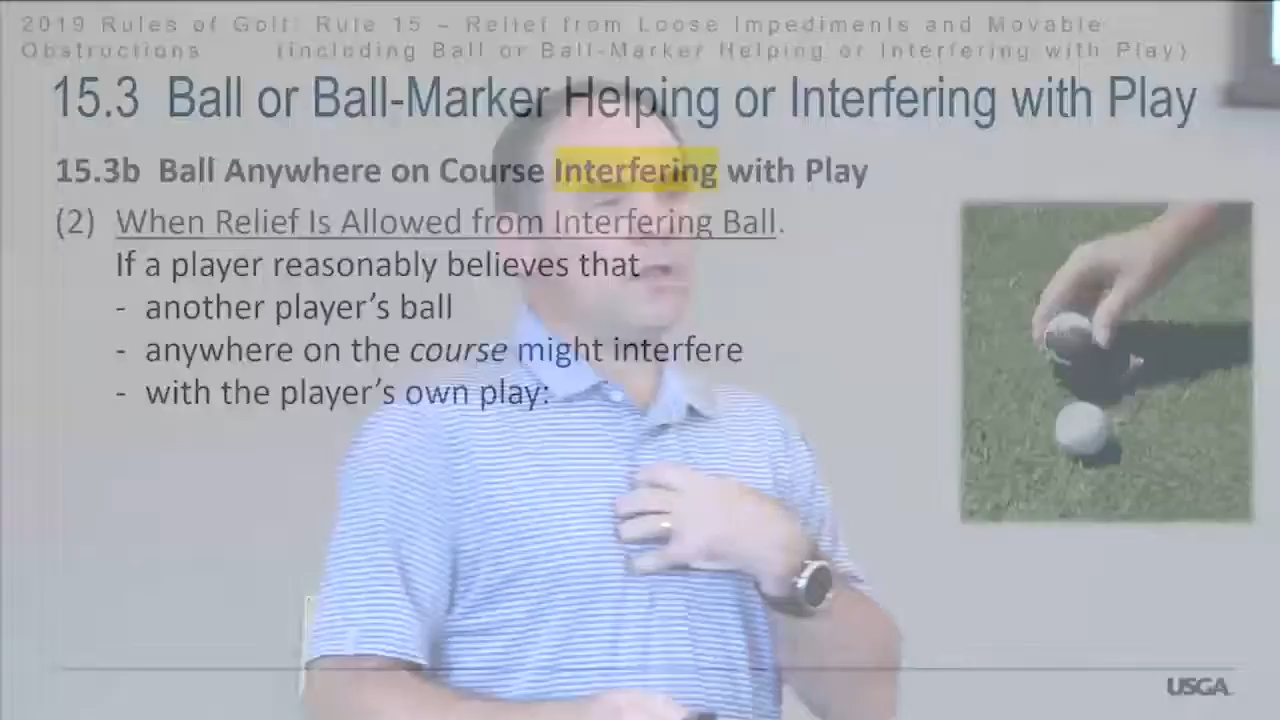 2019 Rules of Golf: Rule 15 – Relief from Loose Impediments and Movable
Obstructions (including Ball or Ball-Marker Helping or Interfering with Play)
15.3 Ball or Ball-Marker Helping or Interfering with Play
15.3b Ball Anywhere on Course Interfering with Play
(2) When Relief Is Allowed from Interfering Ball.
If a player reasonably believes that
- another player’s ball
- anywhere on the course might interfere
- with the player’s own play:
USGA